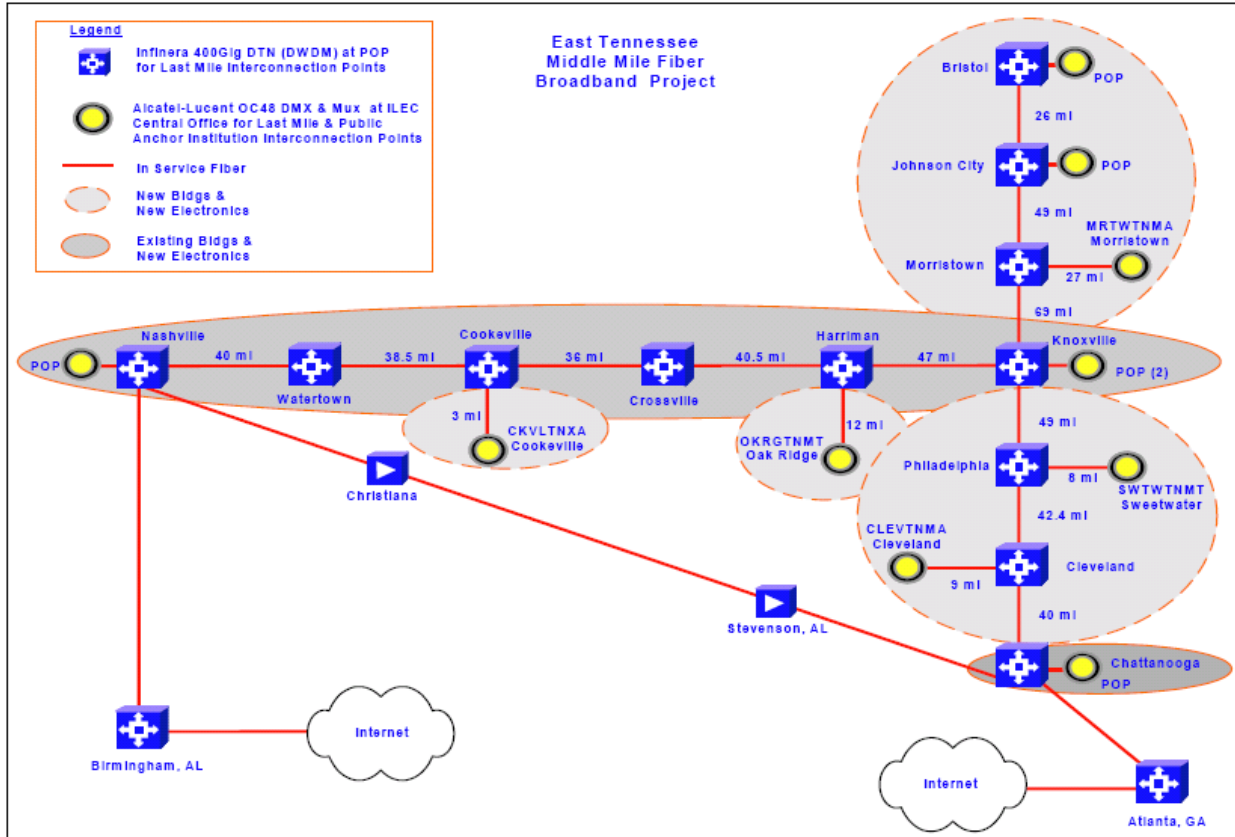 Legend
Infinera 400Gig DTN (DWDM) at POP
for Last Mile Interconnection Points
Alcatel-Lucent OC48 DMX & Mux at ILEC
Central Office for Last Mile & Public
Anchor Institution Interconnection Points
In Service Fiber
New Bldgs &
New Electronics
Existing Bldgs &
New Electronics
East Tennessee
Middle Mile Fiber
Broadband Project
Bristol
POP
26 mi
Johnson City
POP
49 mi
MRTWTNMA
Morristown
Morristown
27 mi
69 mi
Nashville
Cookeville
Harriman
Knoxville
POP
40 mi
38.5 mi
36 mi
40.5 mi
47 mi
POP (2)
Watertown
Crossville
3 mi
CKVLTNXA
Cookeville
12 mi
OKRGTNMT
Oak Ridge
49 mi
Philadelphia
8 mi
SWTWTNMT
Sweetwater
Christiana
42.4 mi
CLEVTNMA
Cleveland
Cleveland
9 mi
40 mi
Stevenson, AL
Chattanooga
POP
Internet
Birmingham, AL
Internet
Atlanta, GA